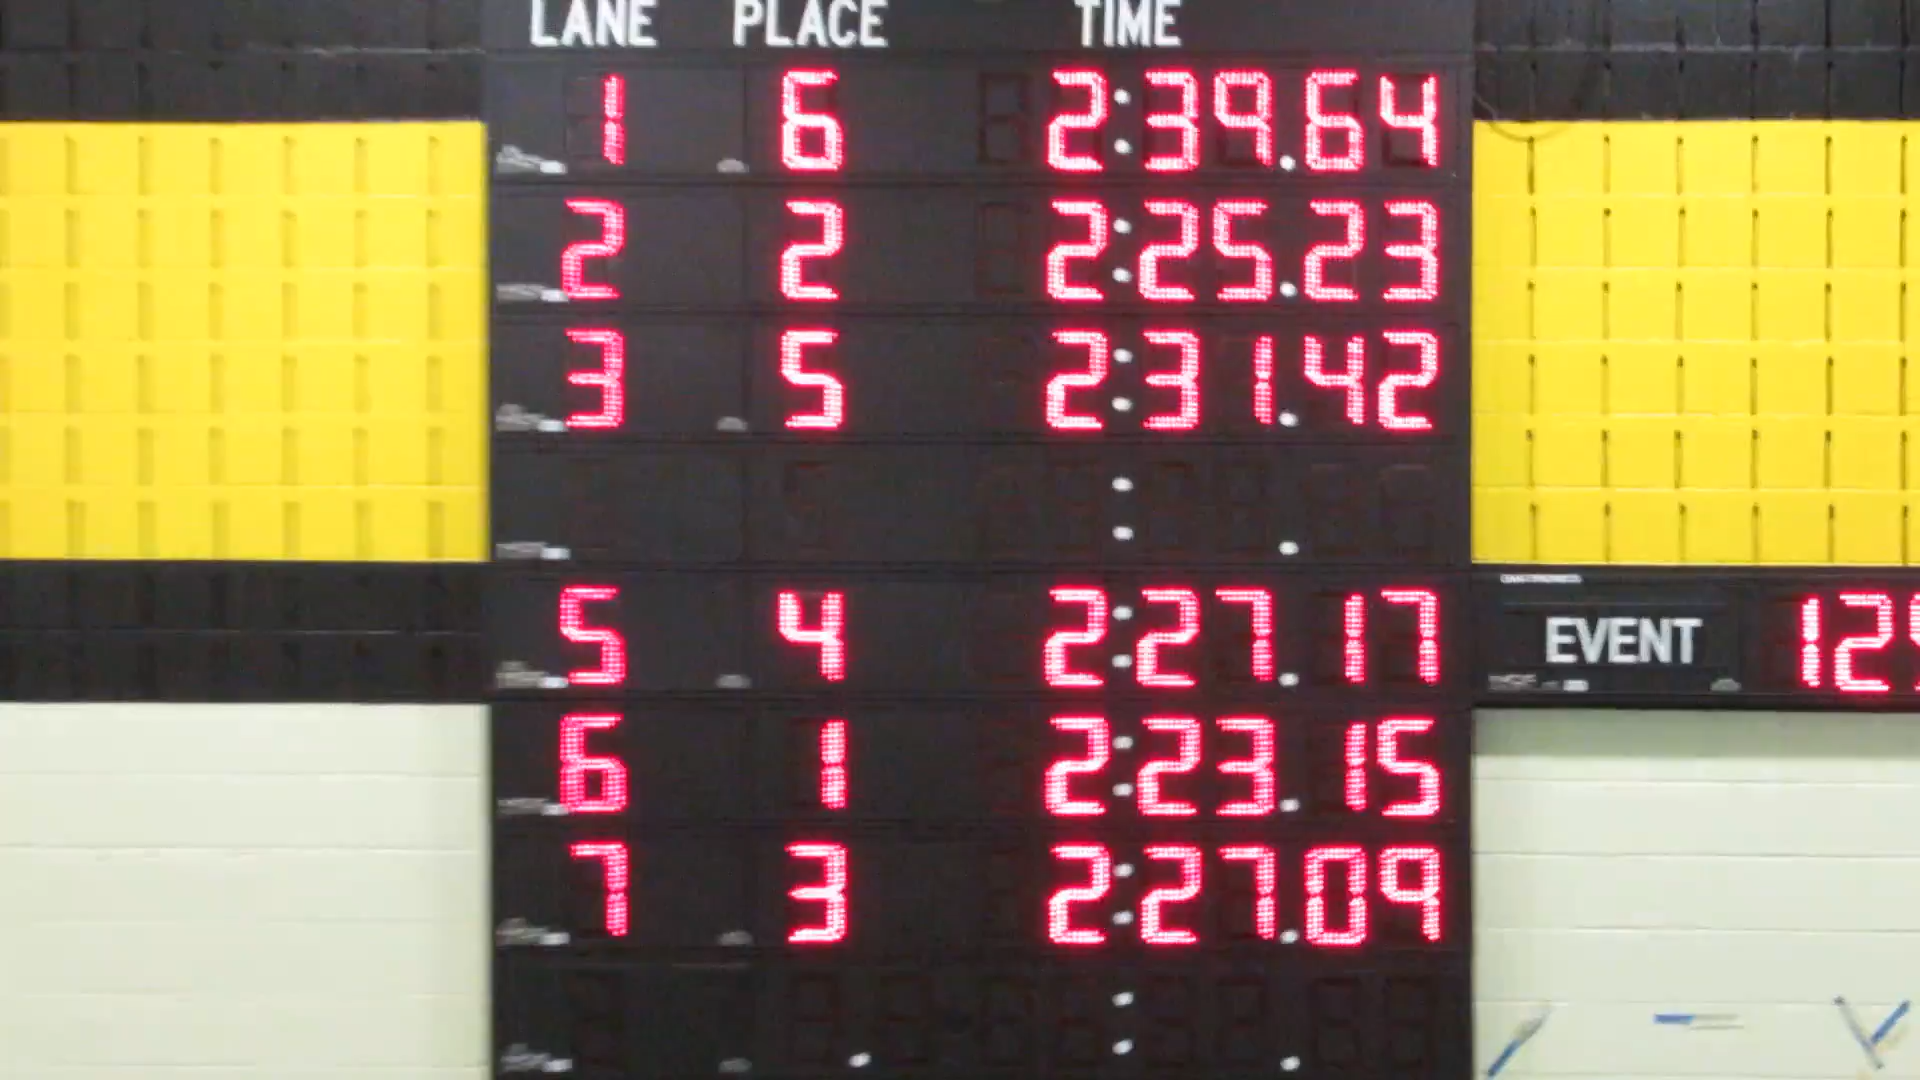 LANE PLACE TIME
1 6 2:39.64
2 2 2:25.23
3 5 2:31.42
5 4 2:27.17
6 1 2:23.15
7 3 2:27.09
EVENT 12